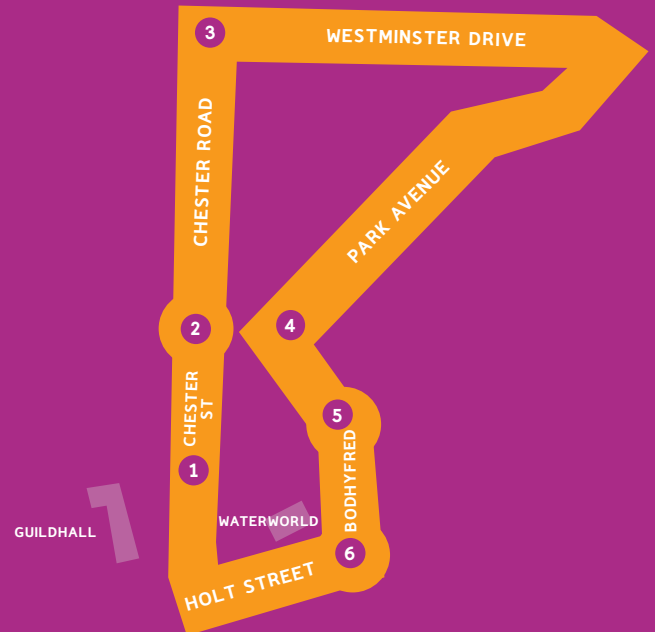 3
WESTMINSTER DRIVE
CHESTER ROAD
PARK AVENUE
4
2
CHESTER
ST
5
BODHYFRED
1
WATERWORLD
GUILDHALL
6
HOLT STREET